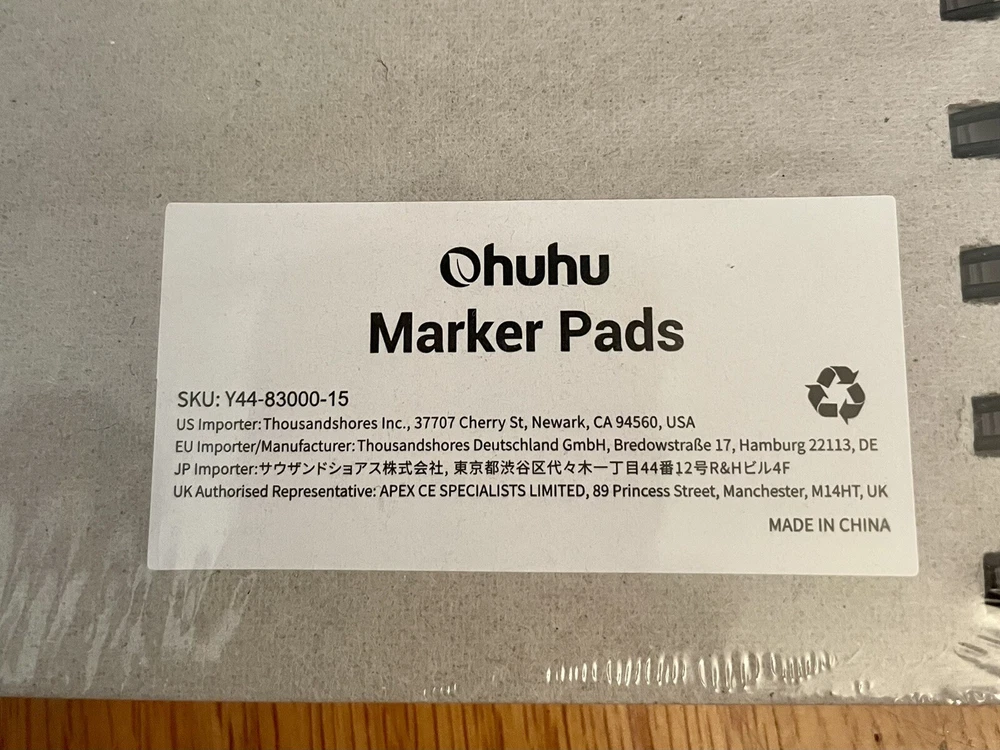 Ohuhu
Marker Pads
SKU: Y44-83000-15
US Importer:Thousandshores Inc., 37707 Cherry St, Newark, CA 94560, USA
EU Importer/Manufacturer:Thousandshores Deutschland GmbH, Bredowstraße 17, Hamburg 22113, DE
JP Importer:サウザンドショアス株式会社, 東京都渋谷区代々木一丁目44番12号R&Hビル4F
UK Authorised Representative: APEX CE SPECIALISTS LIMITED, 89 Princess Street, Manchester, M14HT, UK
MADE IN CHINA